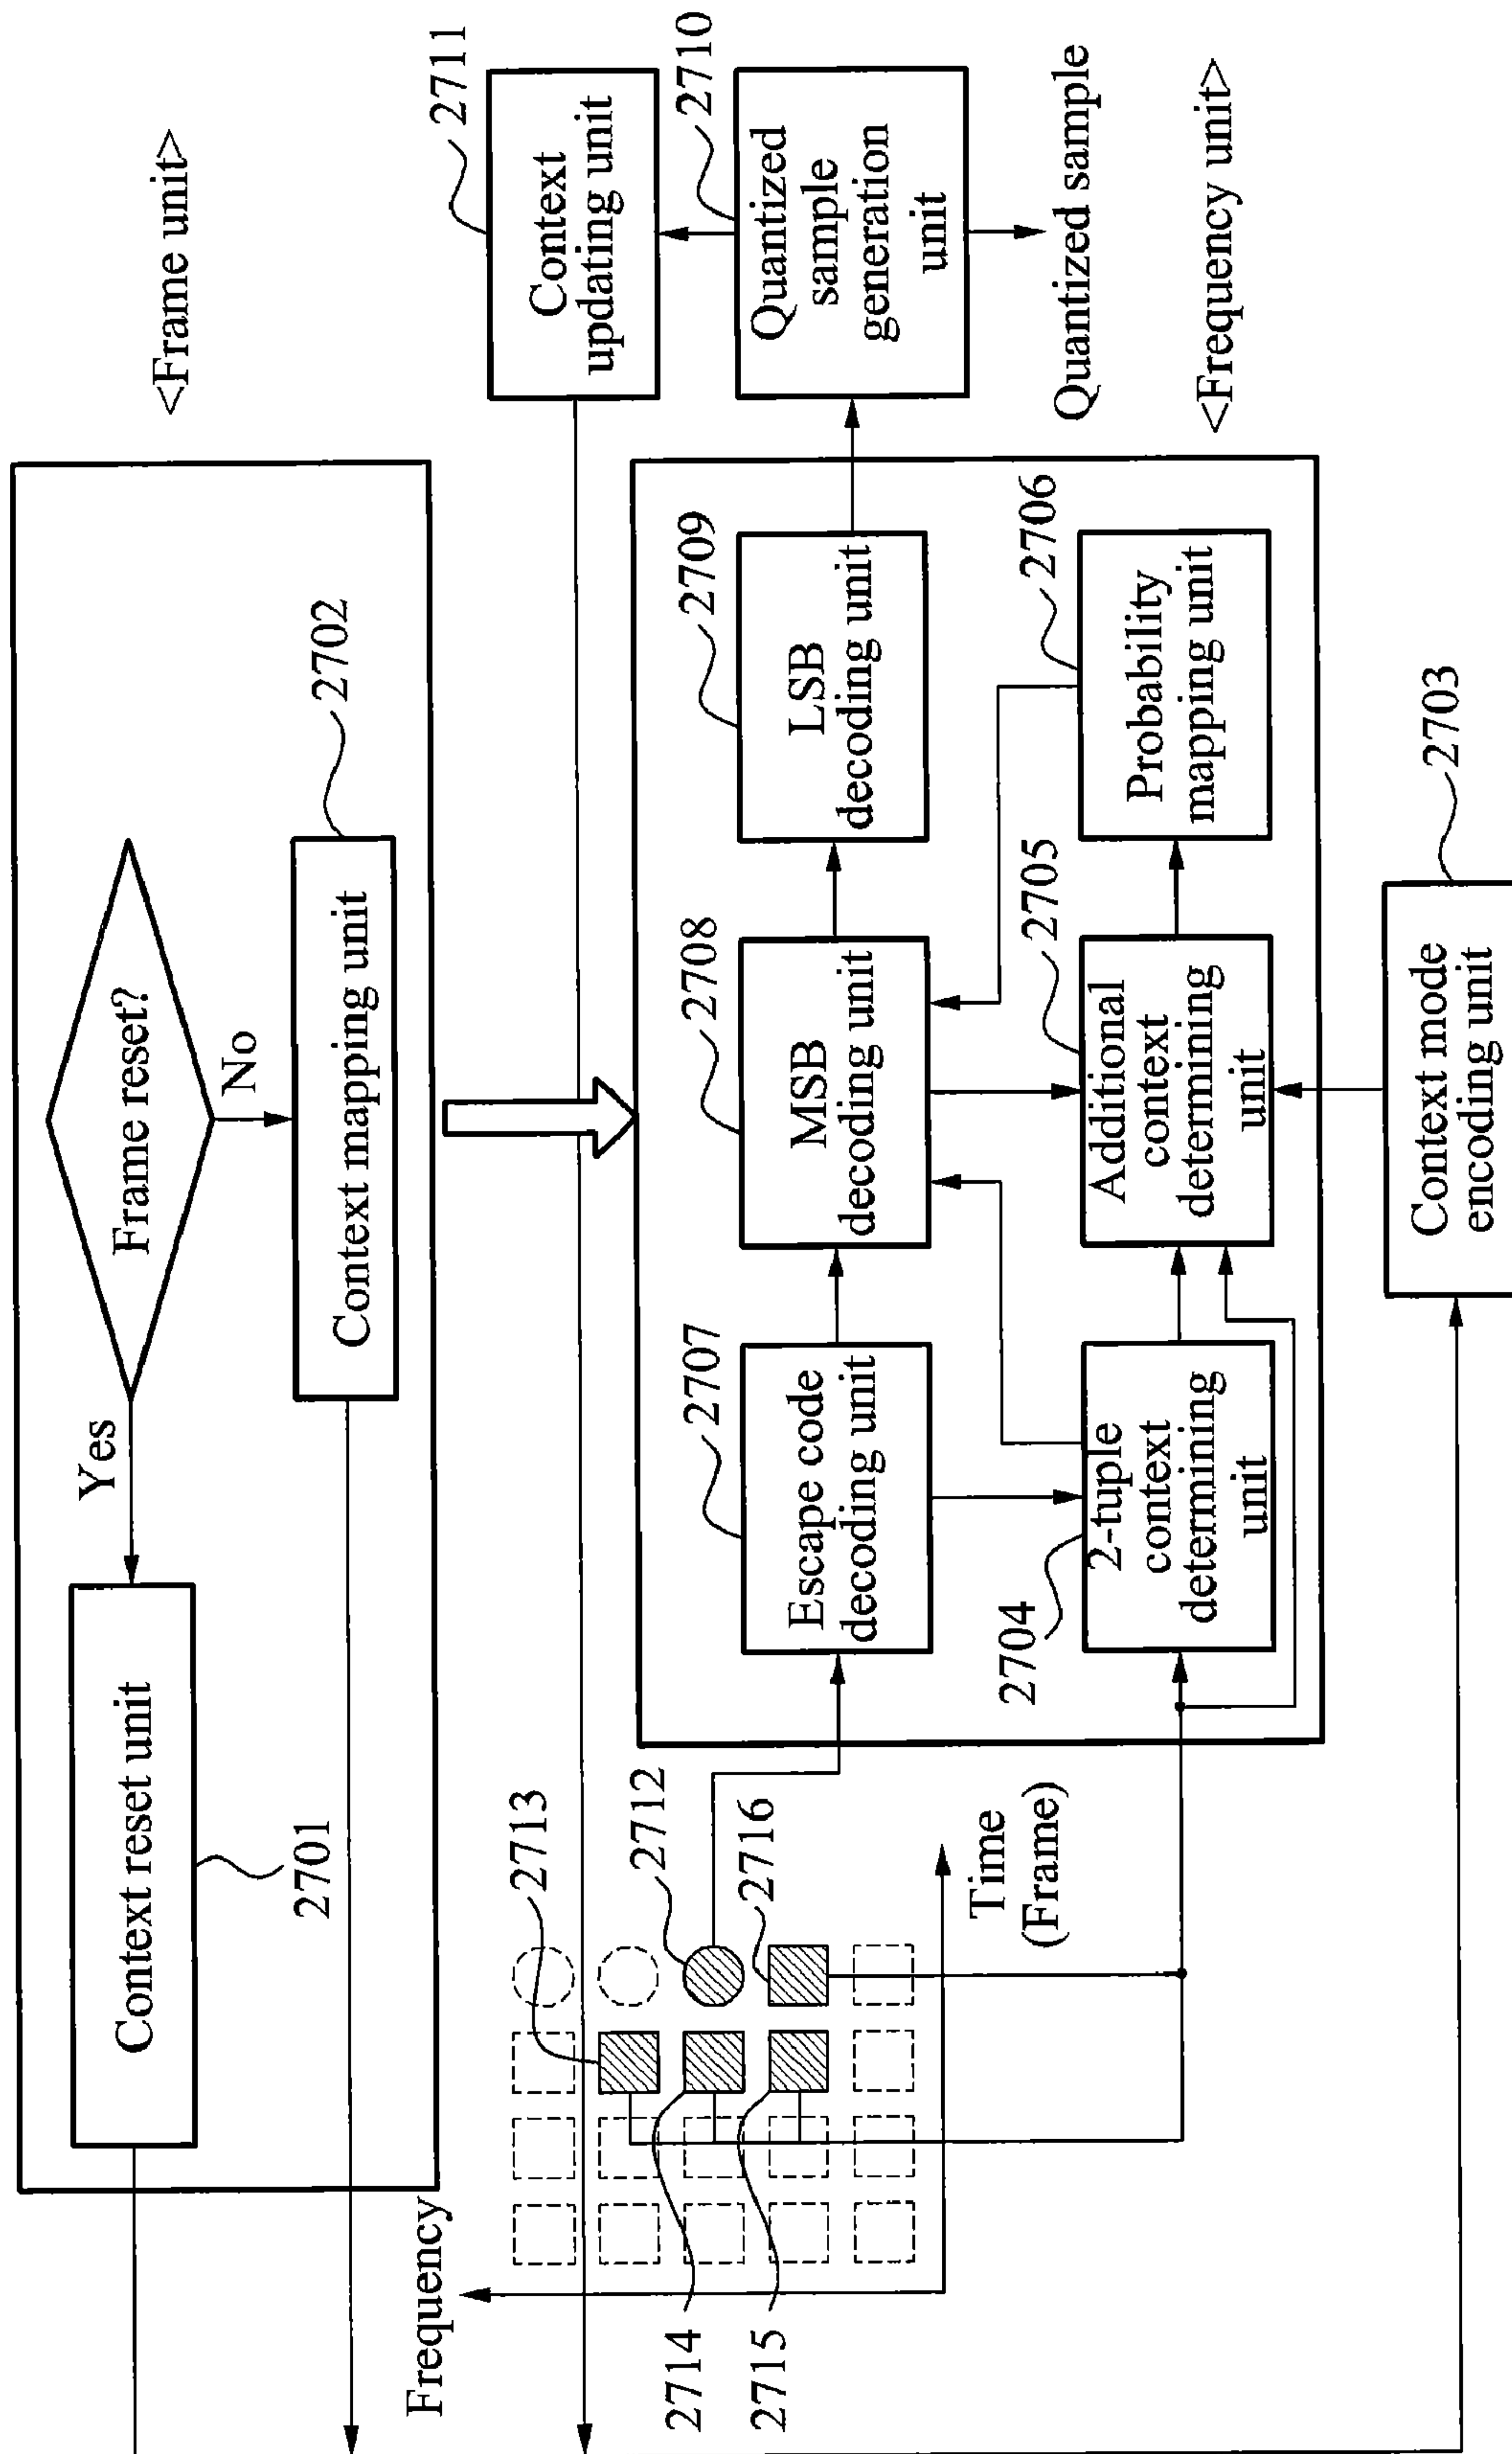 <Frame unit>
Frame reset?
Yes
No
Context reset unit
2701
Context mapping unit
2702
Frequency
2713
2712
2716
2714
2715
Time
(Frame)
2711
Context
updating unit
2710
Quantized
sample
generation
unit
Quantized sample
<Frequency unit>
2707
Escape code
decoding unit
2708
MSB
decoding unit
2709
LSB
decoding unit
2704
2-tuple
context
determining
unit
2705
Additional
context
determining
unit
2706
Probability
mapping unit
2703
Context mode
encoding unit